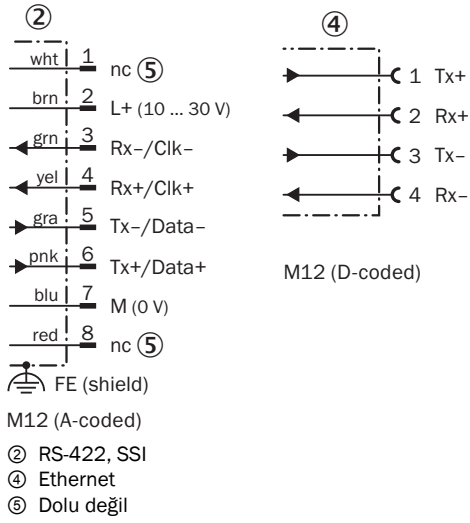 ②
wht 1 nc ⑤
brn 2 L+ (10 ... 30 V)
grn 3 Rx–/Clk–
yel 4 Rx+/Clk+
gra 5 Tx–/Data–
pnk 6 Tx+/Data+
blu 7 M (0 V)
red 8 nc ⑤
FE (shield)
M12 (A-coded)
④
1 Tx+
2 Rx+
3 Tx–
4 Rx–
M12 (D-coded)
② RS-422, SSI
④ Ethernet
⑤ Dolu değil